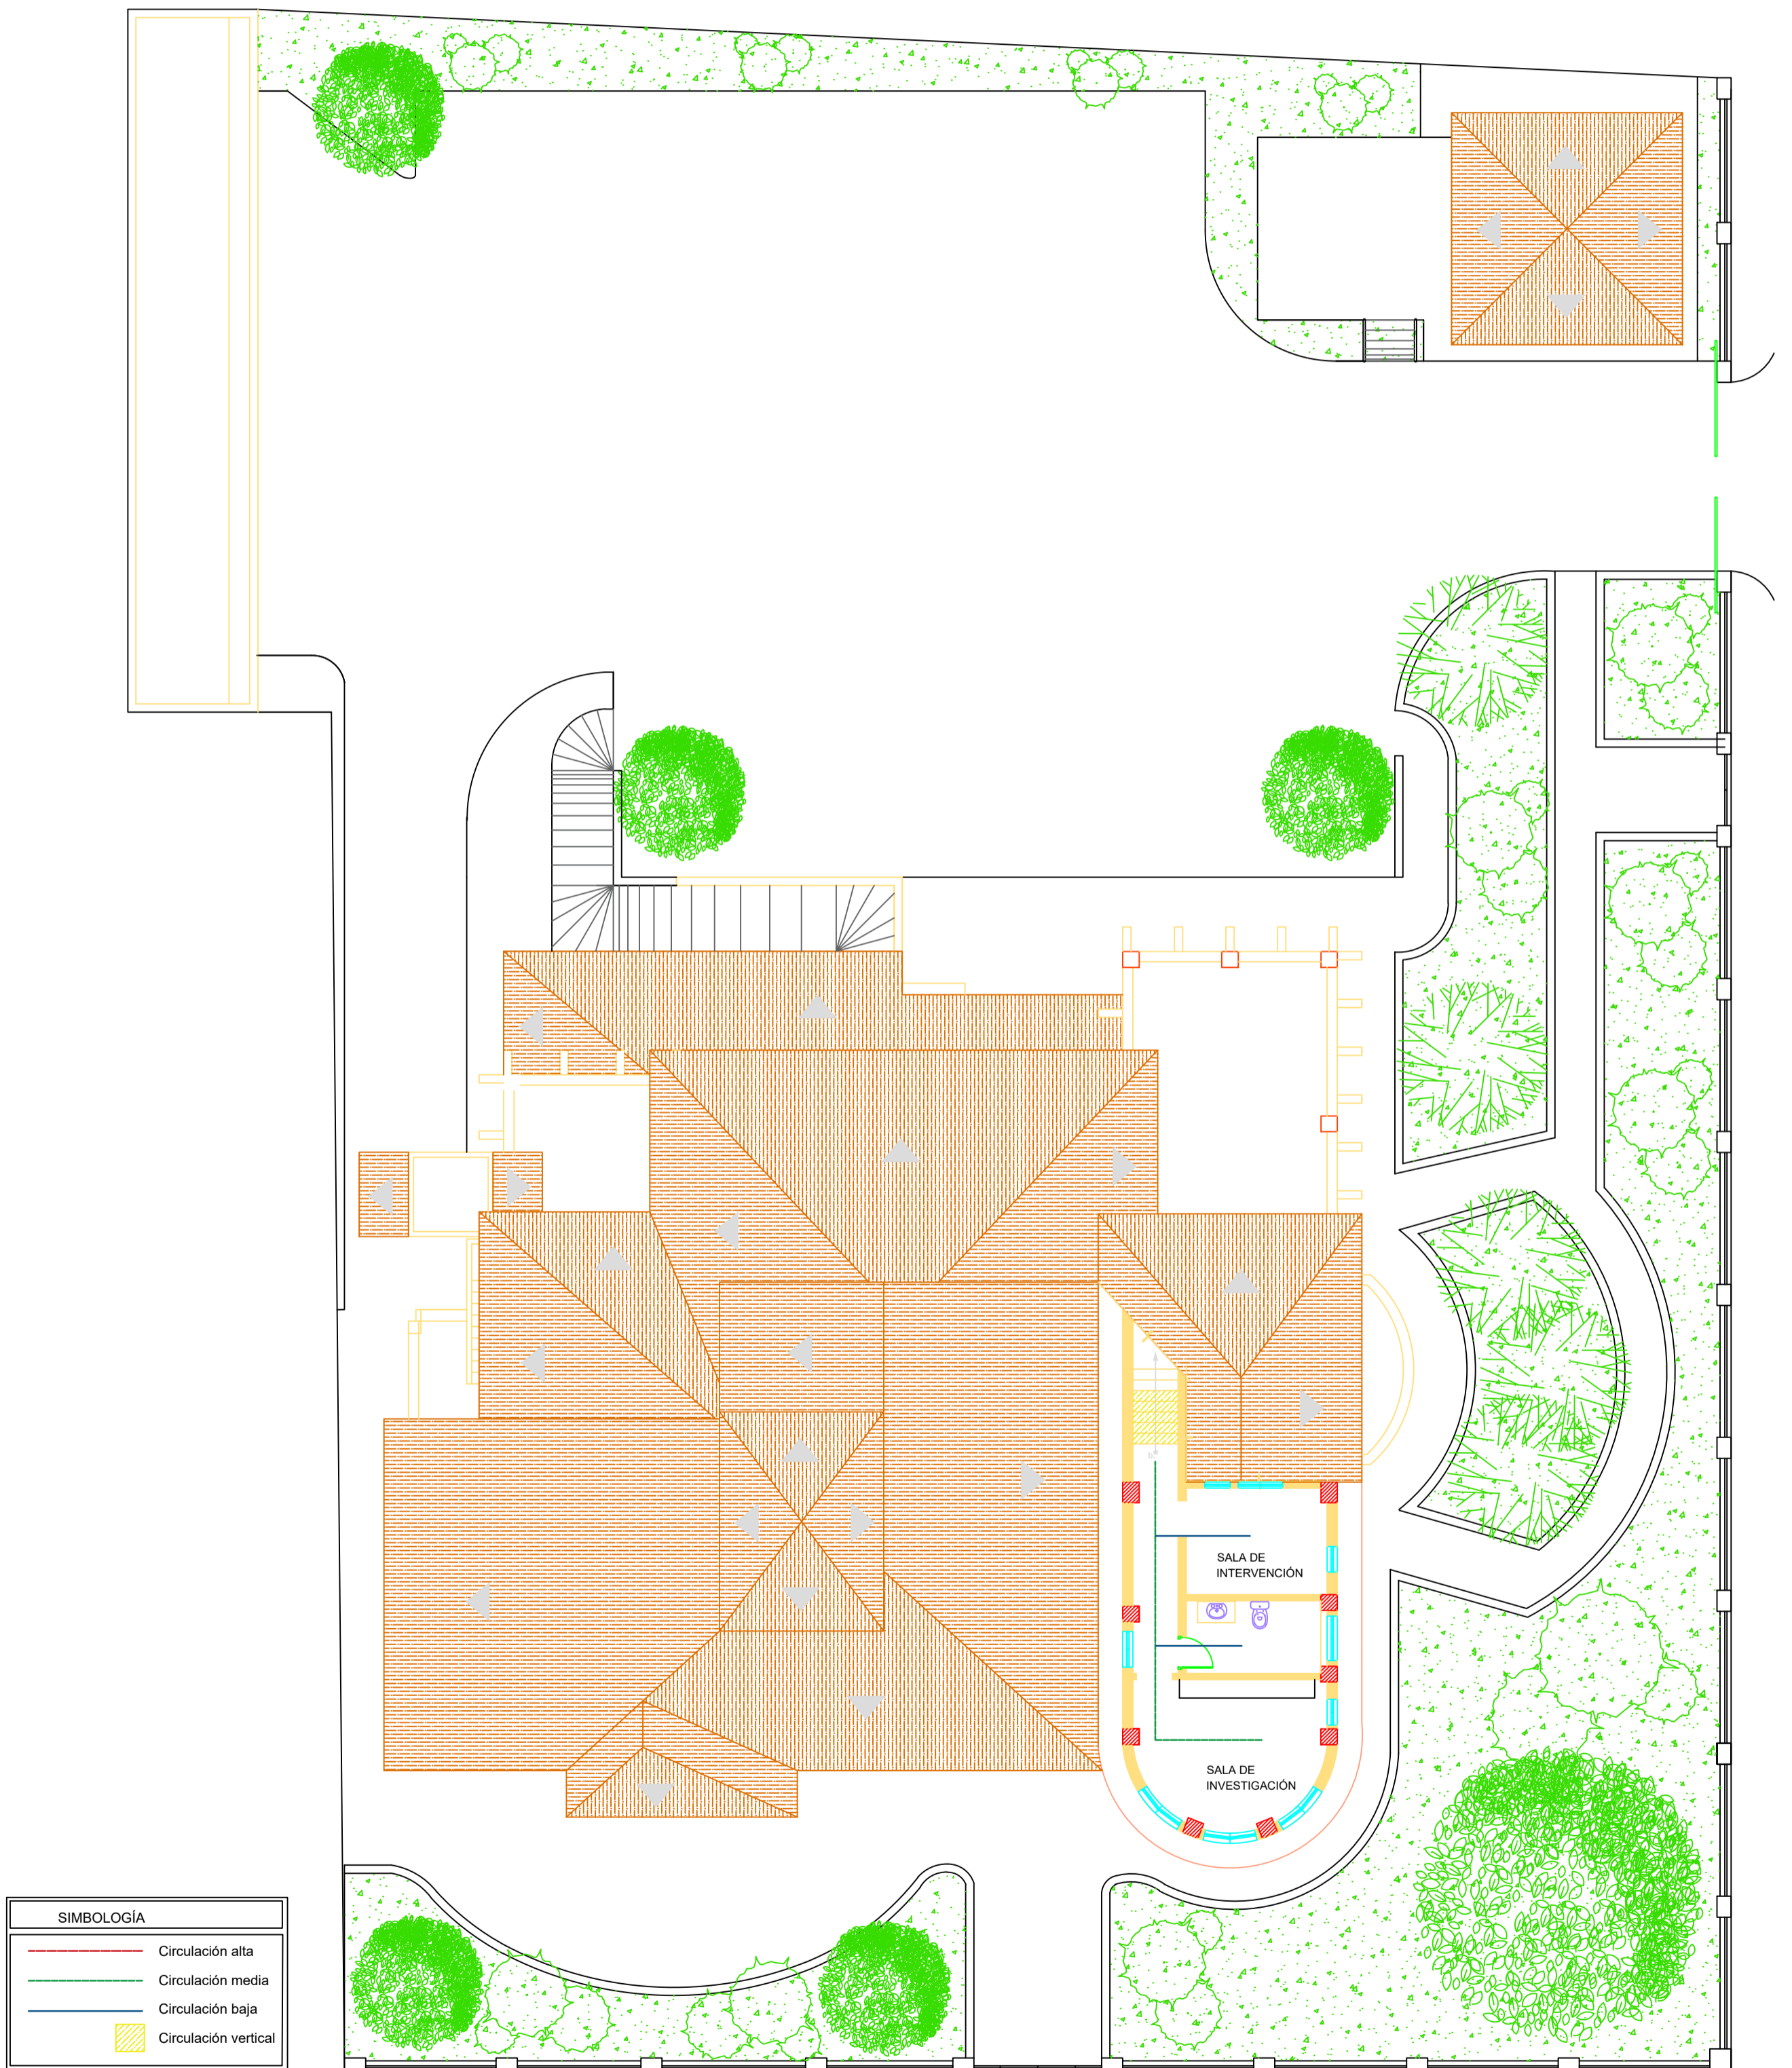 SALA DE
INTERVENCIÓN
SALA DE
INVESTIGACIÓN
SIMBOLOGÍA
Circulación alta
Circulación media
Circulación baja
Circulación vertical